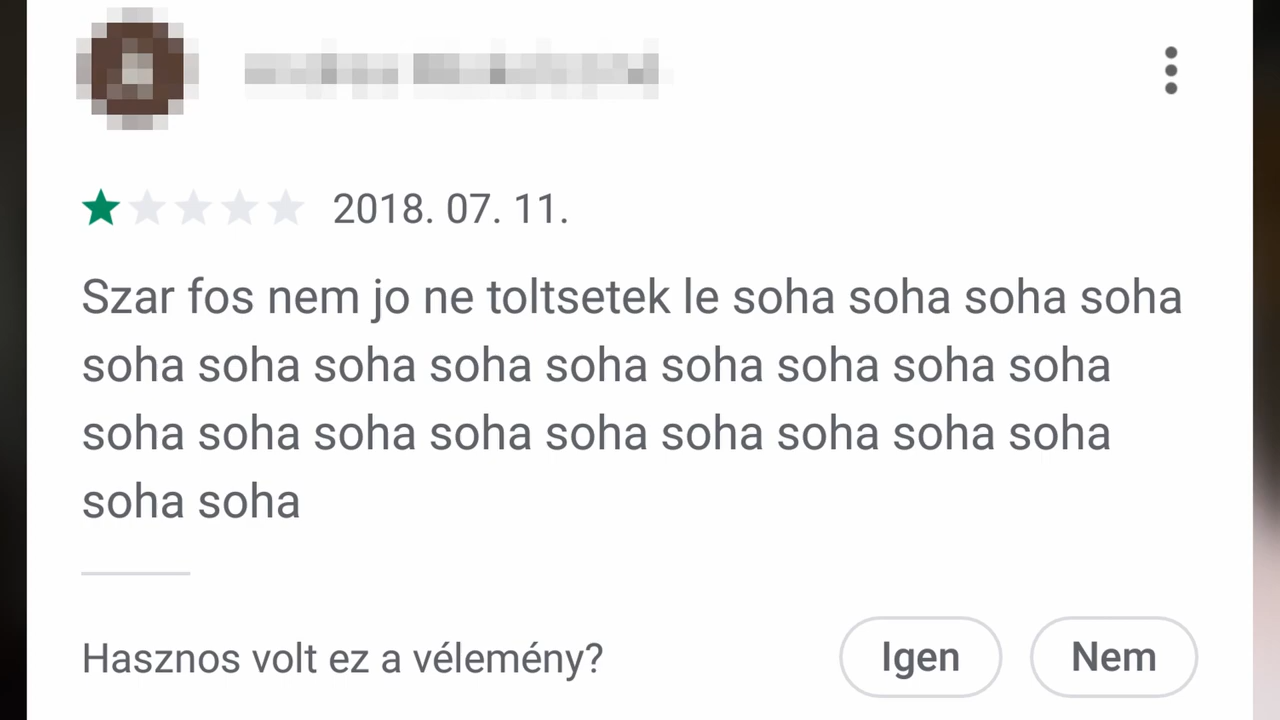 2018. 07. 11.
Szar fos nem jo ne toltsetek le soha soha soha soha
soha soha soha soha soha soha soha soha soha
soha soha soha soha soha soha soha soha soha
soha soha
Hasznos volt ez a vélemény?
Igen
Nem